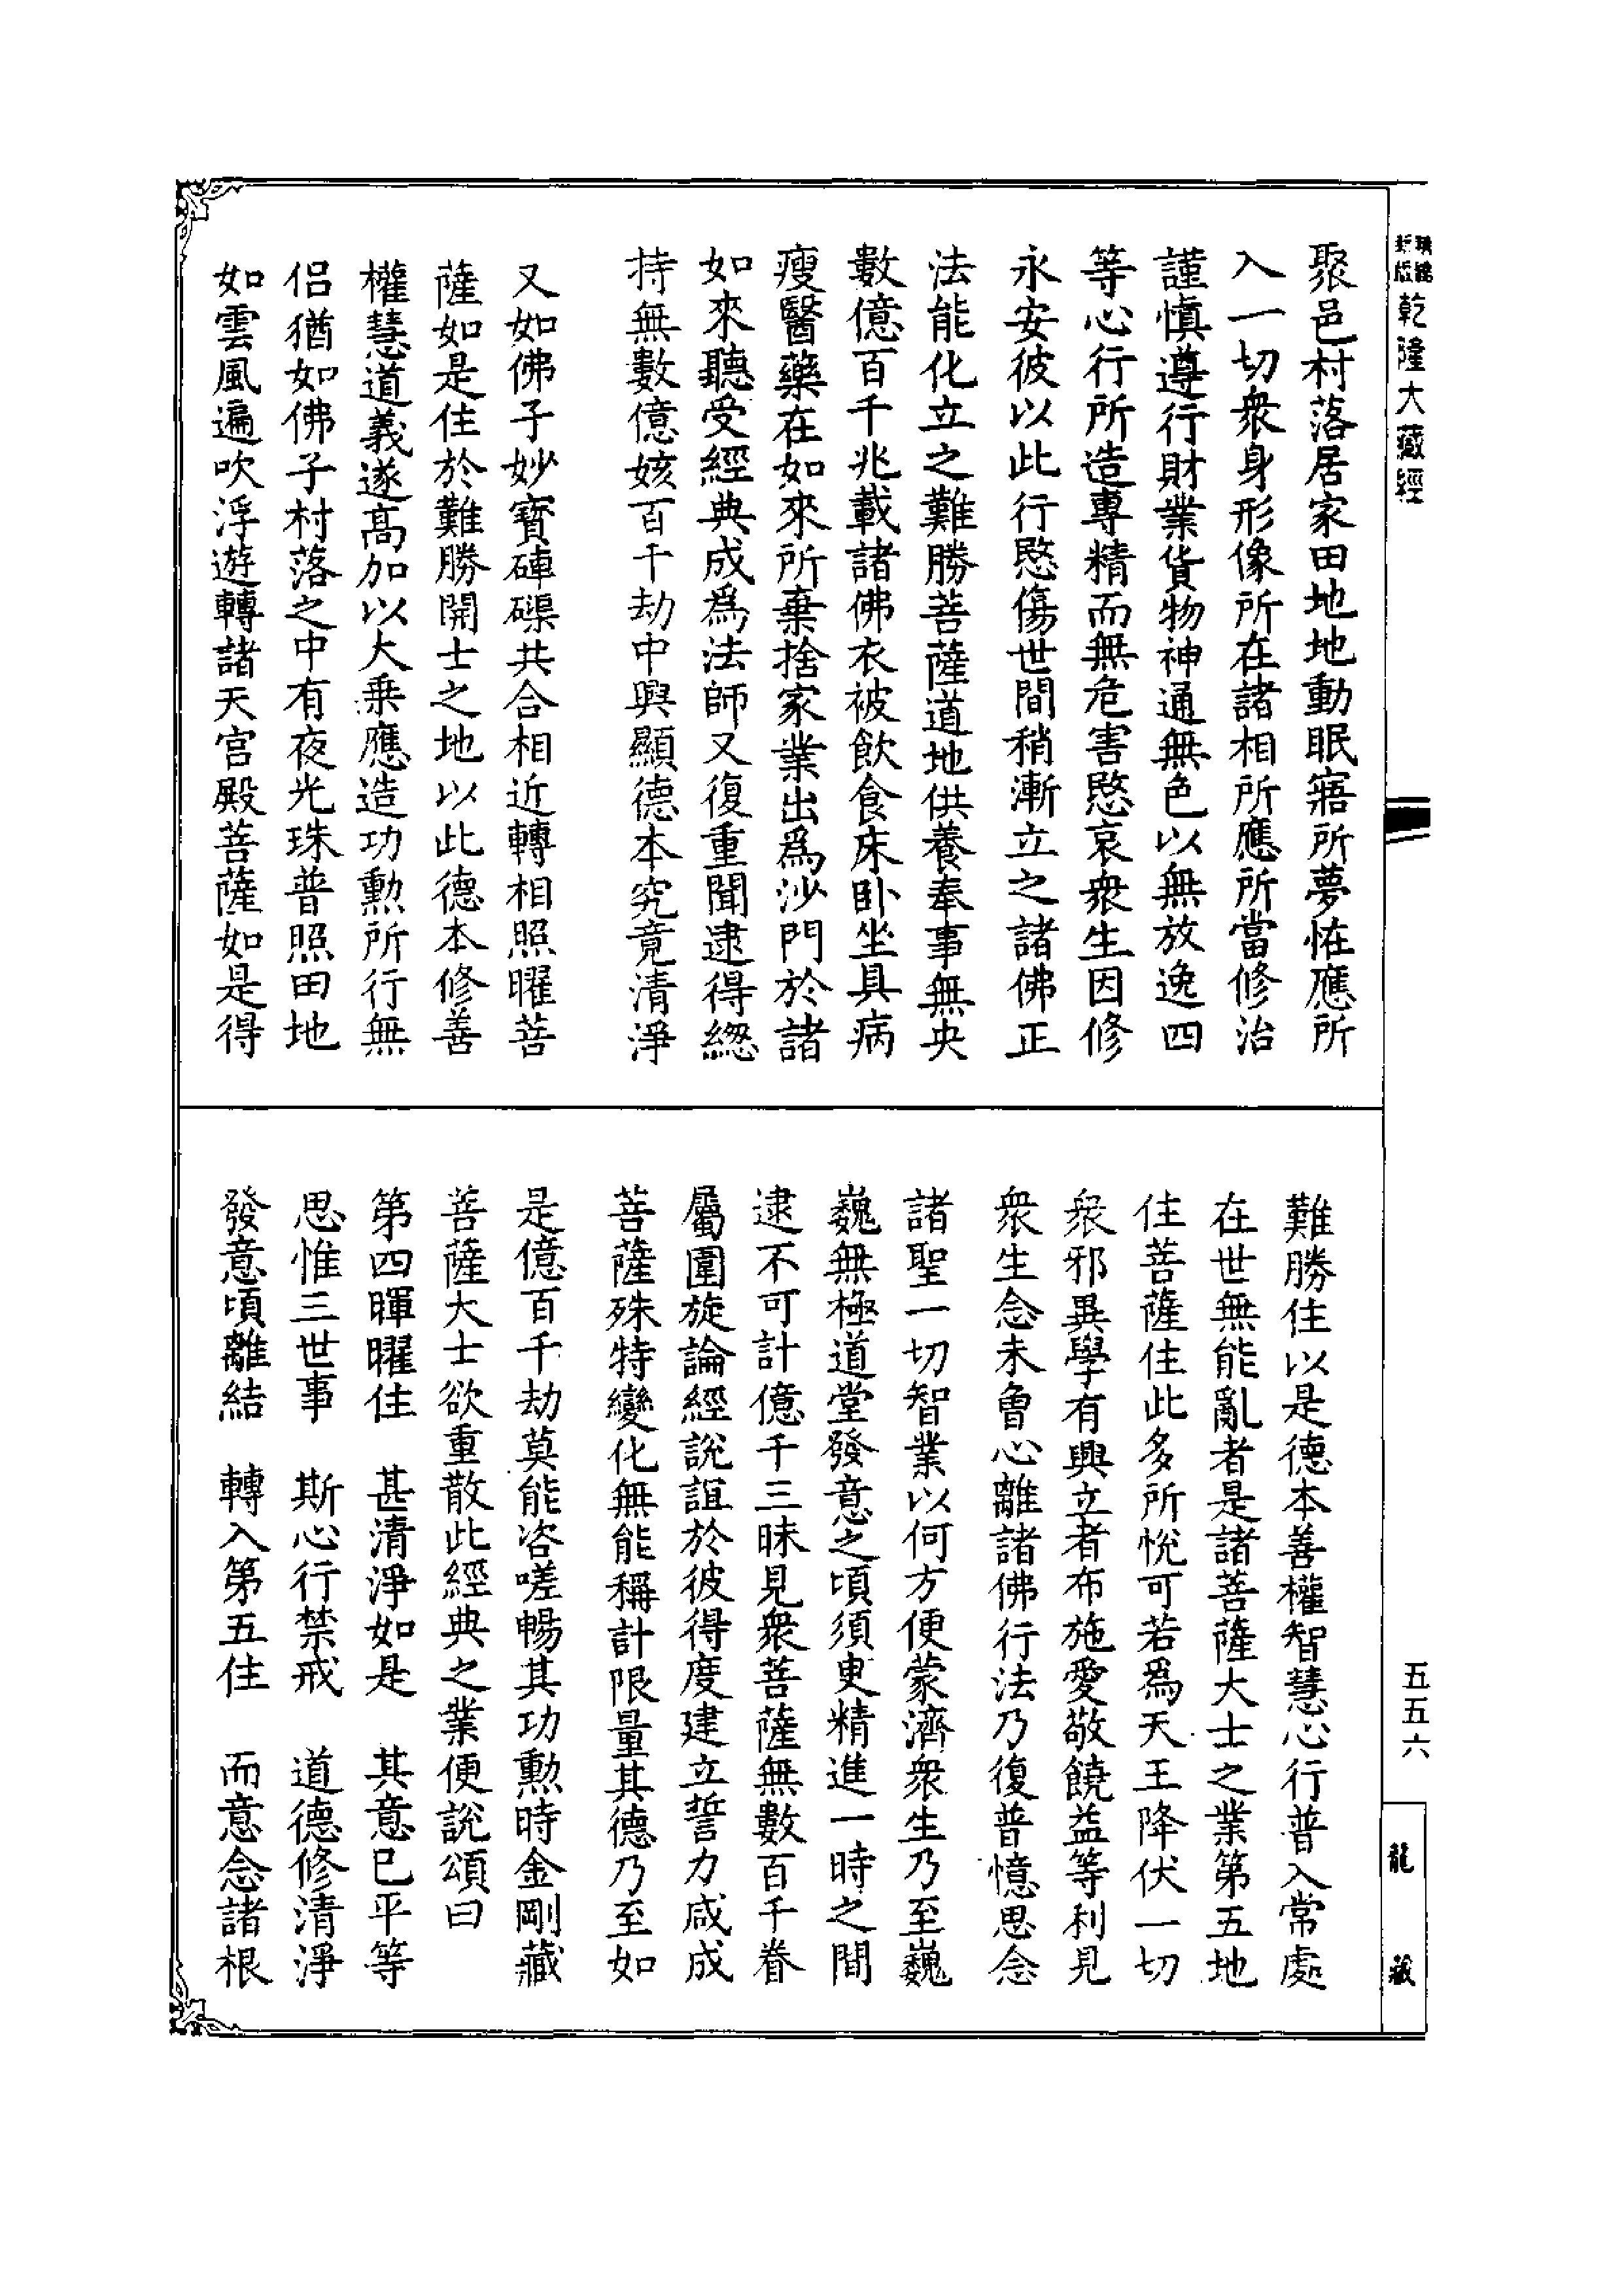 乾隆大藏經
聚邑村落居家田地地動眠寤所夢恠應所
入一切衆身形像所在諸相所應所當修治
謹慎遵行財業貨物神通無色以無放逸四
等心行所造專精而無危害愍哀衆生因修
永安彼以此行愍傷世間稍漸立之諸佛正
法能化立之難勝菩薩道地供養奉事無央
數億百千兆載諸佛衣被飲食床卧坐具病
瘦醫藥在如來所棄捨家業出爲沙門於諸
如來聽受經典成爲法師又復重聞逮得緫
持無數億姟百千劫中興顯德本究竟清淨
又如佛子妙寶硨磲共合相近轉相照曜菩
薩如是住於難勝開士之地以此德本修善
權慧道義遂高加以大乗應造功勲所行無
侣猶如佛子村落之中有夜光珠普照田地
如雲風遍吹浮遊轉諸天宫殿菩薩如是得
難勝住以是德本善權智慧心行普入常處
在世無能亂者是諸菩薩大士之業第五地
住菩薩住此多所悅可若爲天王降伏一切
衆邪異學有興立者布施愛敬饒益等利見
衆生念未曾心離諸佛行法乃復普憶思念
諸聖一切智業以何方便蒙濟衆生乃至巍
巍無極道堂發意之頃須臾精進一時之間
逮不可計億千三昧見衆菩薩無數百千眷
屬圍旋論經說誼於彼得度建立誓力咸成
菩薩殊特變化無能稱計限量其德乃至如
是億百千劫莫能咨嗟暢其功勲時金剛藏
菩薩大士欲重散此經典之業便說頌曰
第四暉曜住　甚清淨如是　其意已平等
思惟三世事　斯心行禁戒　道德修清淨
發意頃離結　轉入第五住　而意念諸根
五五六
龍藏